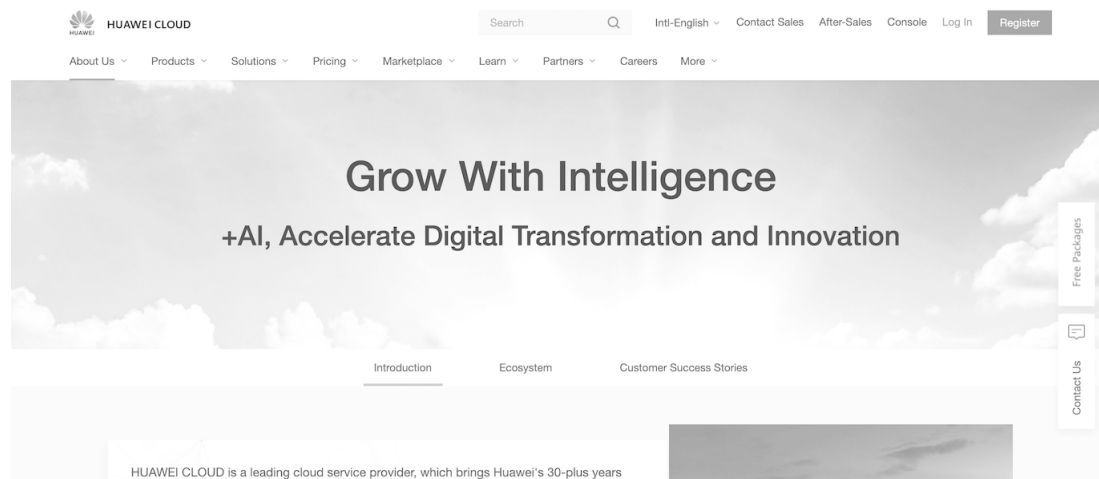 HUAWEI
HUAWEI CLOUD
Search
Intl-English
Contact Sales
After-Sales
Console
Log In
Register
About Us
Products
Solutions
Pricing
Marketplace
Learn
Partners
Careers
More
Grow With Intelligence
+AI, Accelerate Digital Transformation and Innovation
Free Packages
Contact Us
Introduction
Ecosystem
Customer Success Stories
HUAWEI CLOUD is a leading cloud service provider, which brings Huawei's 30-plus years